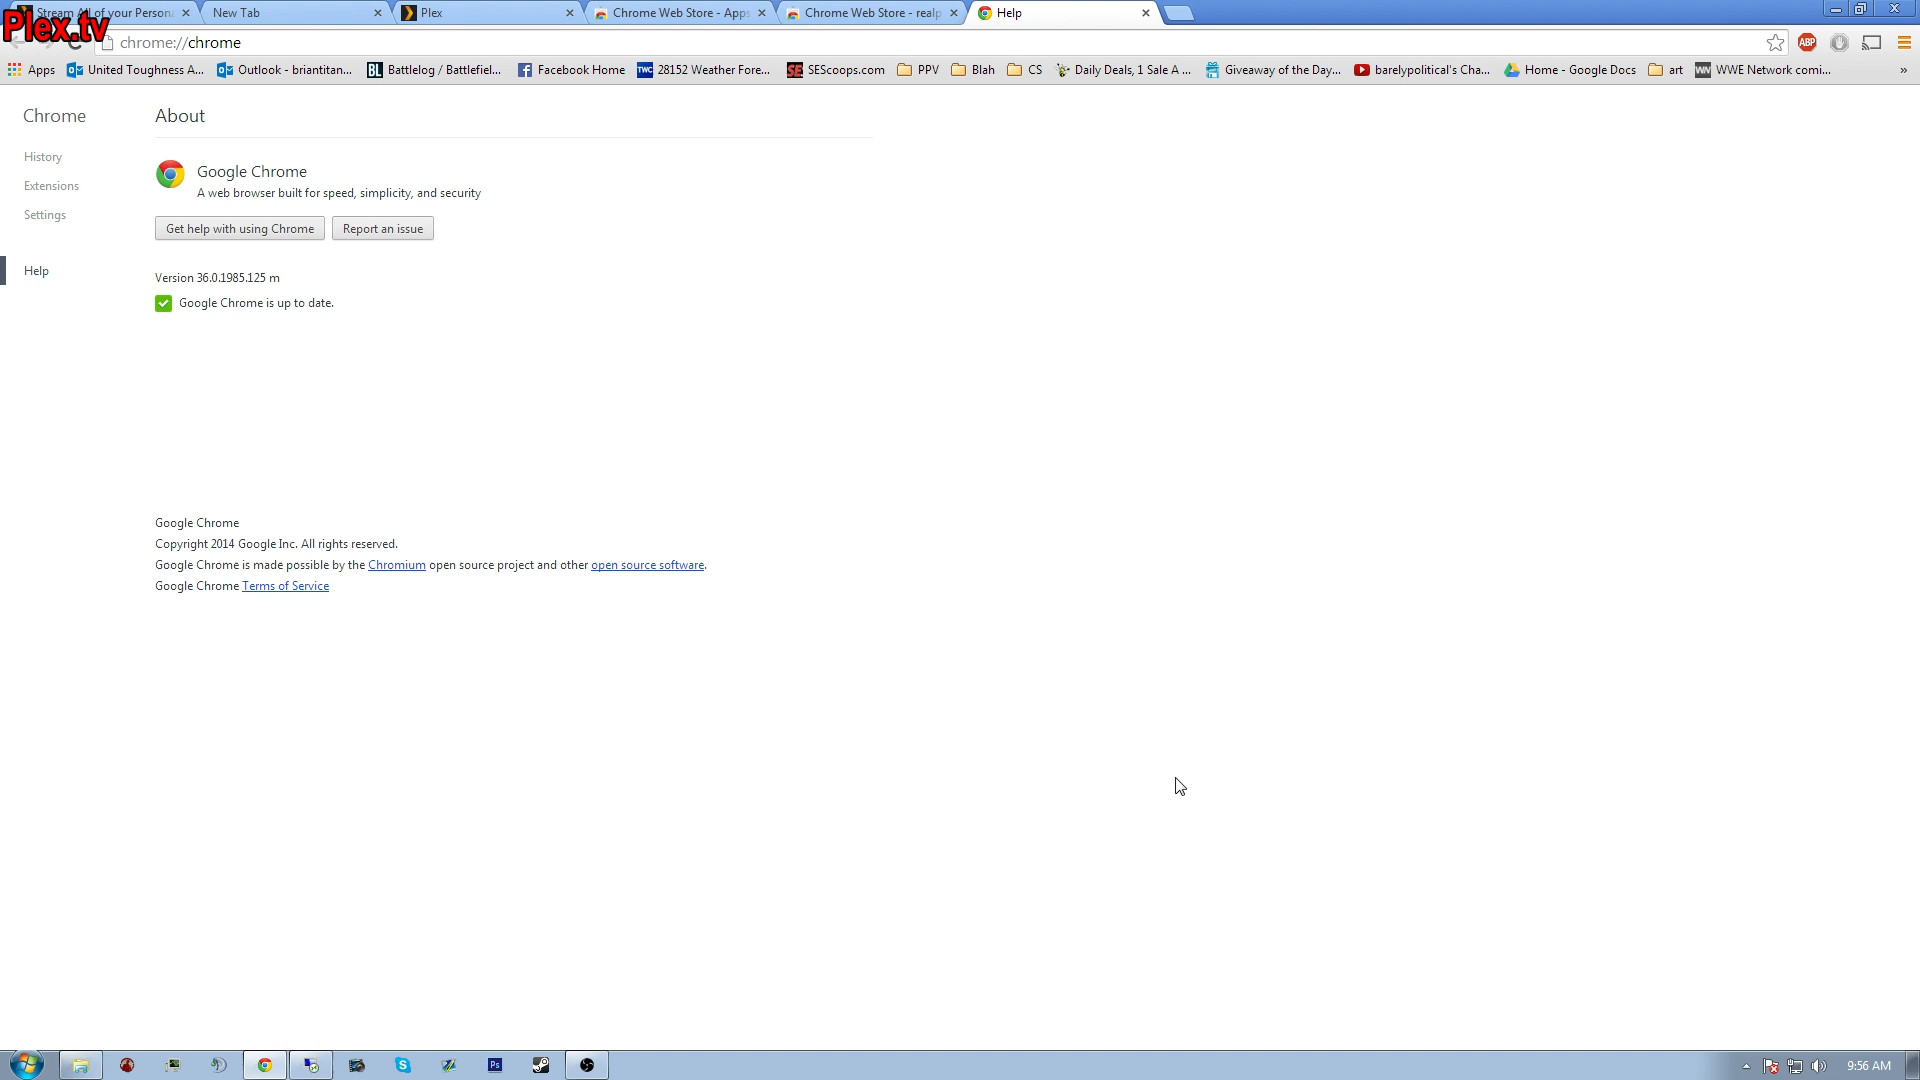 Stream All of your Persona
New Tab
Plex
Chrome Web Store - Apps
Chrome Web Store - realp
Help
Plex.tv
chrome://chrome
ABP
Apps
United Toughness A...
Outlook - briantitan...
BL
Battlelog / Battlefiel...
Facebook Home
TWC
28152 Weather Fore...
SE
SEScoops.com
PPV
Blah
CS
Daily Deals, 1 Sale A ...
Giveaway of the Day...
barelypolitical's Cha...
Home - Google Docs
art
WWE Network comi...
»
Chrome
About
History
Extensions
Settings
Help
Google Chrome
A web browser built for speed, simplicity, and security
Get help with using Chrome
Report an issue
Version 36.0.1985.125 m
Google Chrome is up to date.
Google Chrome
Copyright 2014 Google Inc. All rights reserved.
Google Chrome is made possible by the Chromium open source project and other open source software.
Google Chrome Terms of Service
Ps
9:56 AM